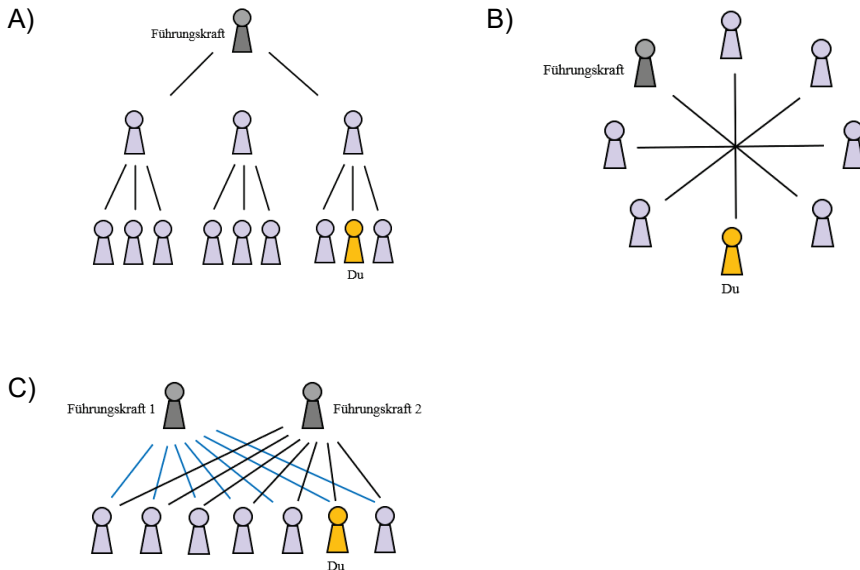 A)
Führungskraft
Du
B)
Führungskraft
Du
C)
Führungskraft 1
Führungskraft 2
Du